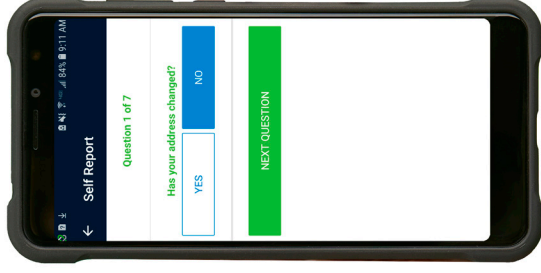 84% 9:11 AM
← Self Report
Question 1 of 7
Has your address changed?
YES NO
NEXT QUESTION